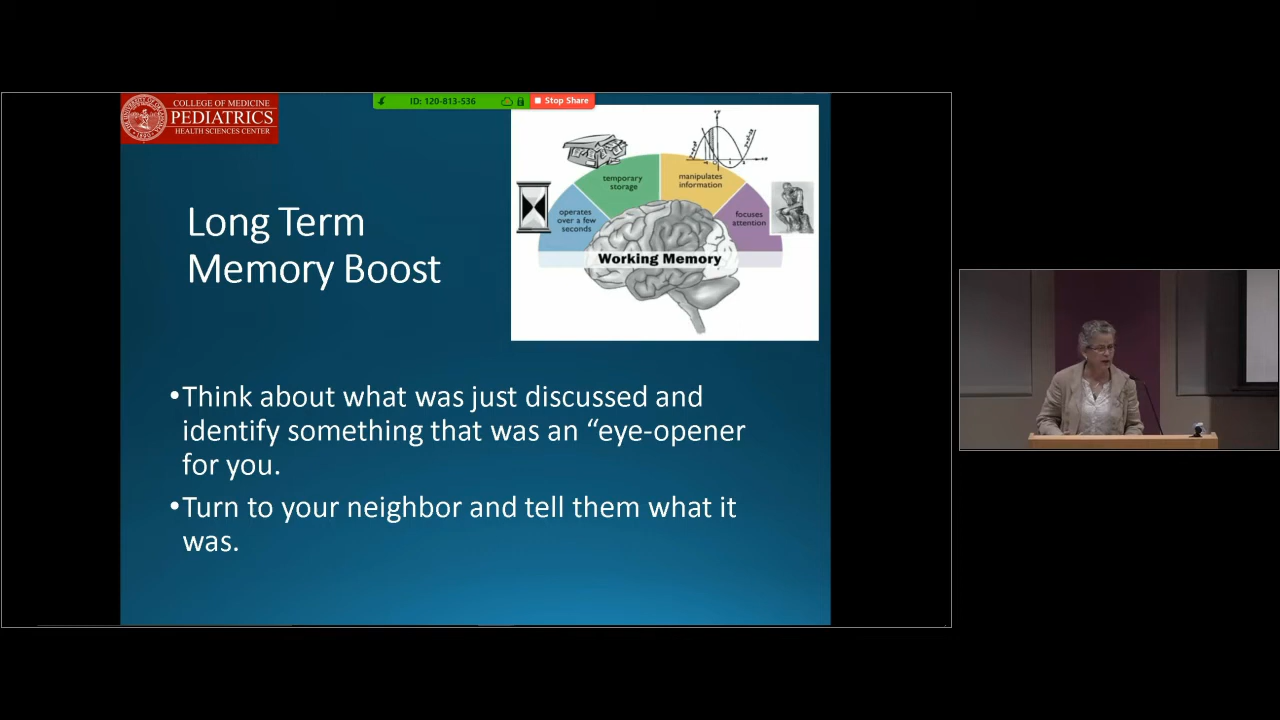 COLLEGE OF MEDICINE
PEDIATRICS
HEALTH SCIENCES CENTER
ID: 120-813-536
Stop Share
temporary
storage
manipulates
information
operates
over a few
seconds
focuses
attention
Working Memory
Long Term
Memory Boost
•Think about what was just discussed and
identify something that was an “eye-opener
for you.
•Turn to your neighbor and tell them what it
was.